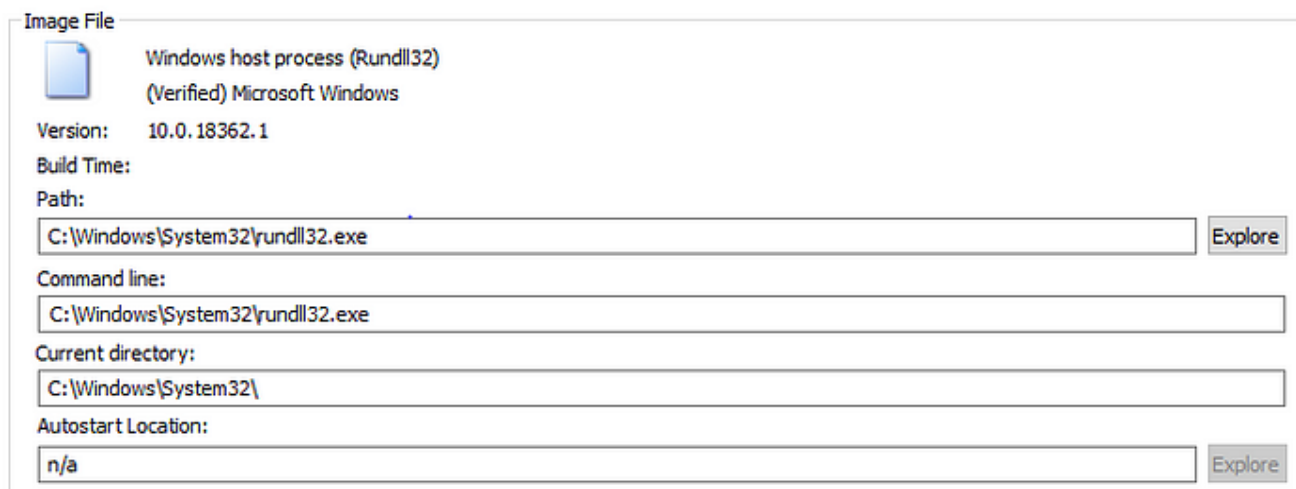 Image File
Windows host process (Rundll32)
(Verified) Microsoft Windows
Version: 10.0.18362.1
Build Time:
Path:
C:\Windows\System32\rundll32.exe Explore
Command line:
C:\Windows\System32\rundll32.exe
Current directory:
C:\Windows\System32\
Autostart Location:
n/a Explore